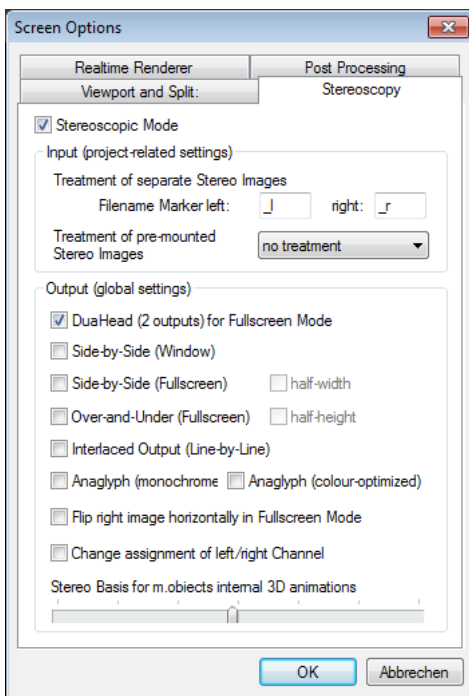 Screen Options
Realtime Renderer
Post Processing
Viewport and Split:
Stereoscopy
Stereoscopic Mode
Input (project-related settings)
Treatment of separate Stereo Images
Filename Marker left: _l right: _r
Treatment of pre-mounted
Stereo Images
no treatment
Output (global settings)
DuaHead (2 outputs) for Fullscreen Mode
Side-by-Side (Window)
Side-by-Side (Fullscreen) half-width
Over-and-Under (Fullscreen) half-height
Interlaced Output (Line-by-Line)
Anaglyph (monochrome Anaglyph (colour-optimized)
Flip right image horizontally in Fullscreen Mode
Change assignment of left/right Channel
Stereo Basis for m.objects internal 3D animations
OK Abbrechen